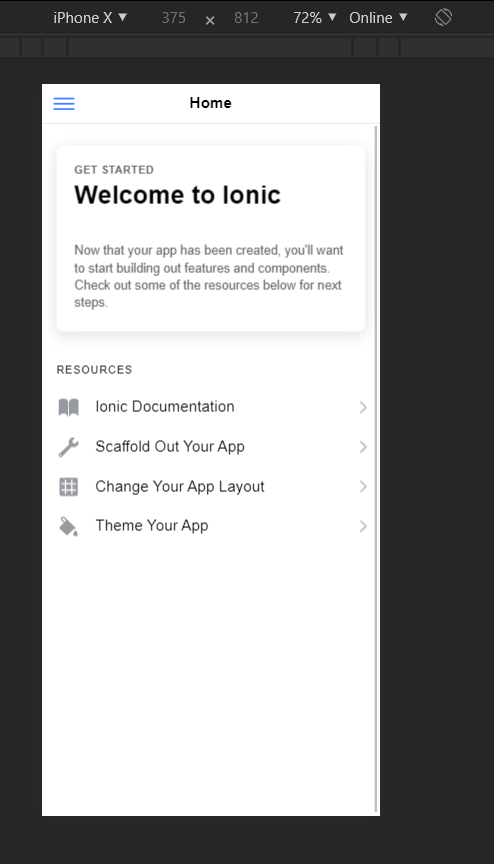 iPhone X ▼ 375 × 812 72% ▼ Online ▼
Home
GET STARTED
Welcome to Ionic
Now that your app has been created, you'll want
to start building out features and components.
Check out some of the resources below for next
steps.
RESOURCES
Ionic Documentation
Scaffold Out Your App
Change Your App Layout
Theme Your App